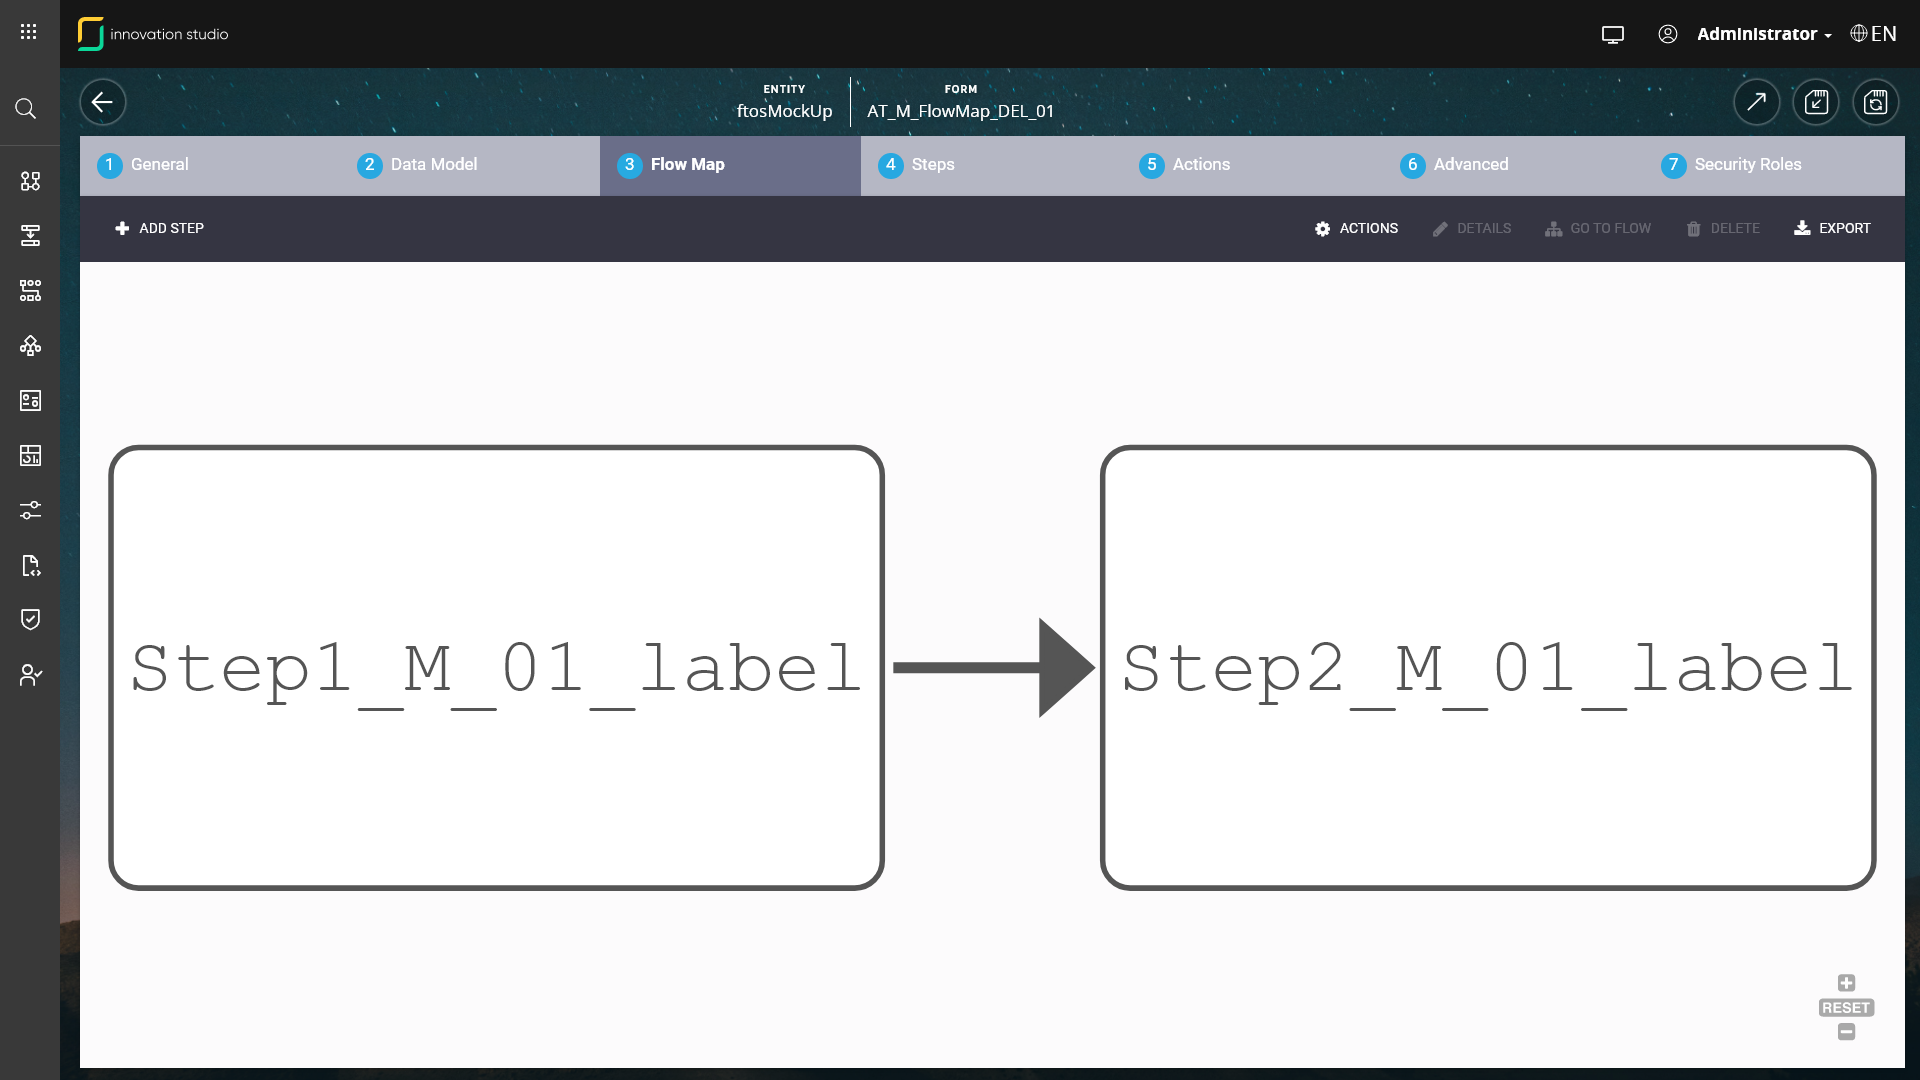 innovation studio
Administrator
EN
ENTITY
ftosMockUp
FORM
AT_M_FlowMap_DEL_01
1 General
2 Data Model
3 Flow Map
4 Steps
5 Actions
6 Advanced
7 Security Roles
ADD STEP
ACTIONS
DETAILS
GO TO FLOW
DELETE
EXPORT
Step1_M_01_label
Step2_M_01_label
RESET